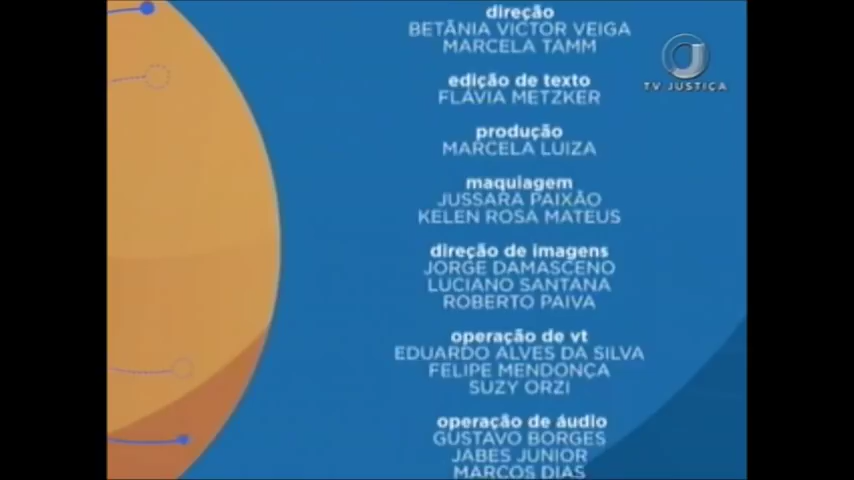 direção
BETÂNIA VICTOR VEIGA
MARCELA TAMM
TV JUSTIÇA
edição de texto
FLÁVIA METZKER
produção
MARCELA LUIZA
maquiagem
JUSSARA PAIXÃO
KELEN ROSA MATEUS
direção de imagens
JORGE DAMASCENO
LUCIANO SANTANA
ROBERTO PAIVA
operação de vt
EDUARDO ALVES DA SILVA
FELIPE MENDONÇA
SUZY ORZI
operação de áudio
GUSTAVO BORGES
JABES JUNIOR
MARCOS DIAS